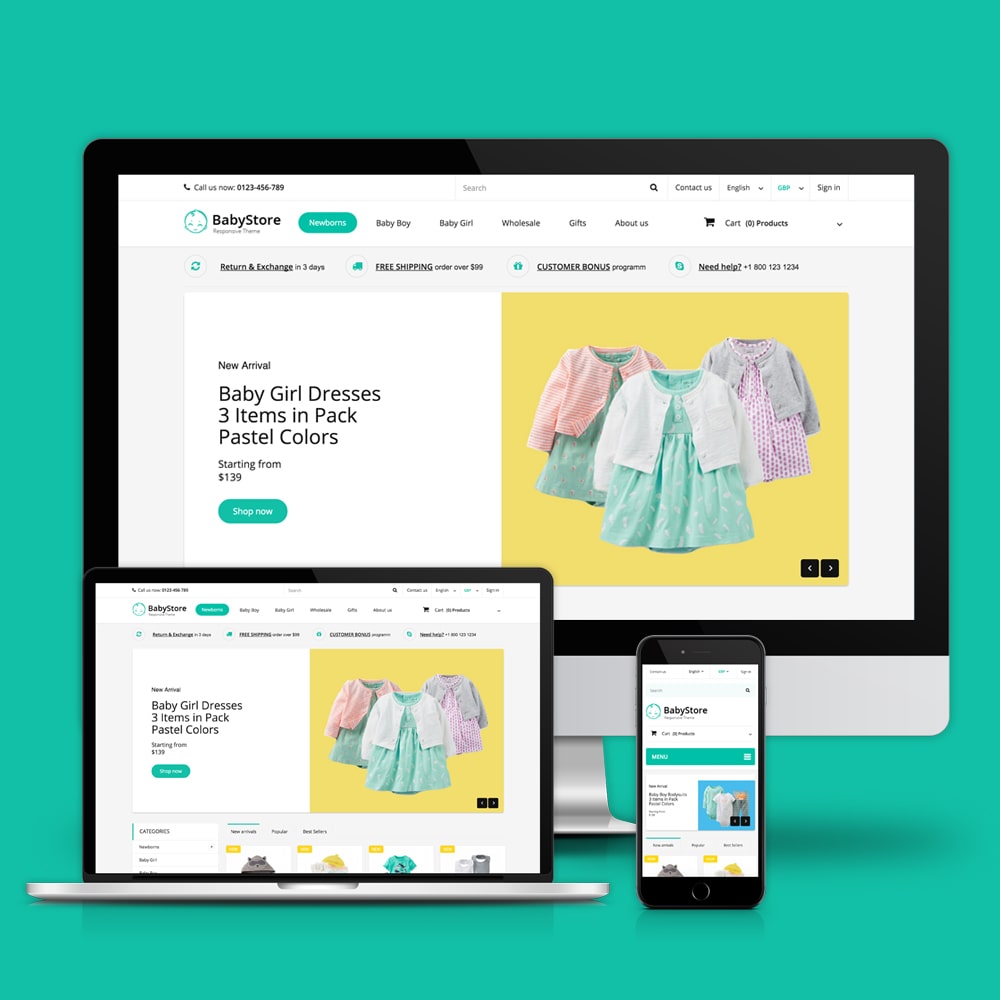 Call us now: 0123-456-789 Search Contact us English GBP Sign in
BabyStore
Responsive Theme
Newborns Baby Boy Baby Girl Wholesale Gifts About us Cart (0) Products
Return & Exchange in 3 days FREE SHIPPING order over $99 CUSTOMER BONUS programm Need help? +1 800 123 1234
New Arrival
Baby Girl Dresses
3 Items in Pack
Pastel Colors
Starting from
$139
Shop now
Call us now: 0123-456-789 Search Contact us English GBP Sign in
BabyStore
Responsive Theme
Newborns Baby Boy Baby Girl Wholesale Gifts About us Cart (0) Products
Return & Exchange in 3 days FREE SHIPPING order over $99 CUSTOMER BONUS programm Need help? +1 800 123 1234
New Arrival
Baby Girl Dresses
3 Items in Pack
Pastel Colors
Starting from
$139
Shop now
CATEGORIES New arrivals Popular Best Sellers
Newborns
NEW NEW NEW NEW
Baby Girl
Baby Boy
Contact us English GBP Sign in
Search
BabyStore
Responsive Theme
Cart (0) Products
MENU
New Arrival
Baby Boy Bodysuits
3 Items in Pack
Pastel Colors
Starting from
New arrivals Popular Best Sellers
NEW NEW